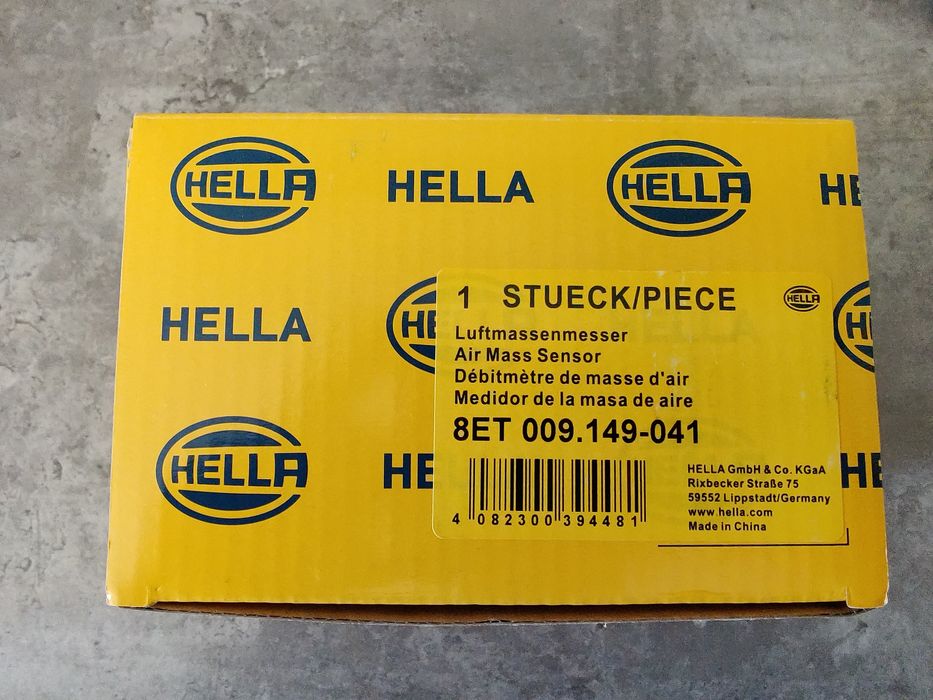 HELLA HELLA HELLA HE
HELLA HE H
HELLA HE HE
1 STUECK/PIECE HELLA
Luftmassenmesser
Air Mass Sensor
Débitmètre de masse d'air
Medidor de la masa de aire
8ET 009.149-041
4 082300 394481
HELLA GmbH & Co. KGaA
Rixbecker Straße 75
59552 Lippstadt/Germany
www.hella.com
Made in China